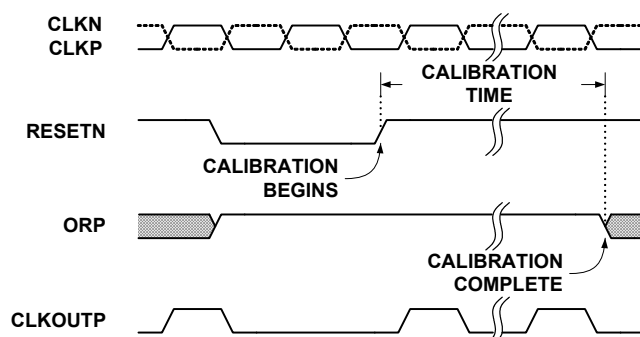 CLKN
CLKP
CALIBRATION
TIME
RESETN
CALIBRATION
BEGINS
ORP
CALIBRATION
COMPLETE
CLKOUTP